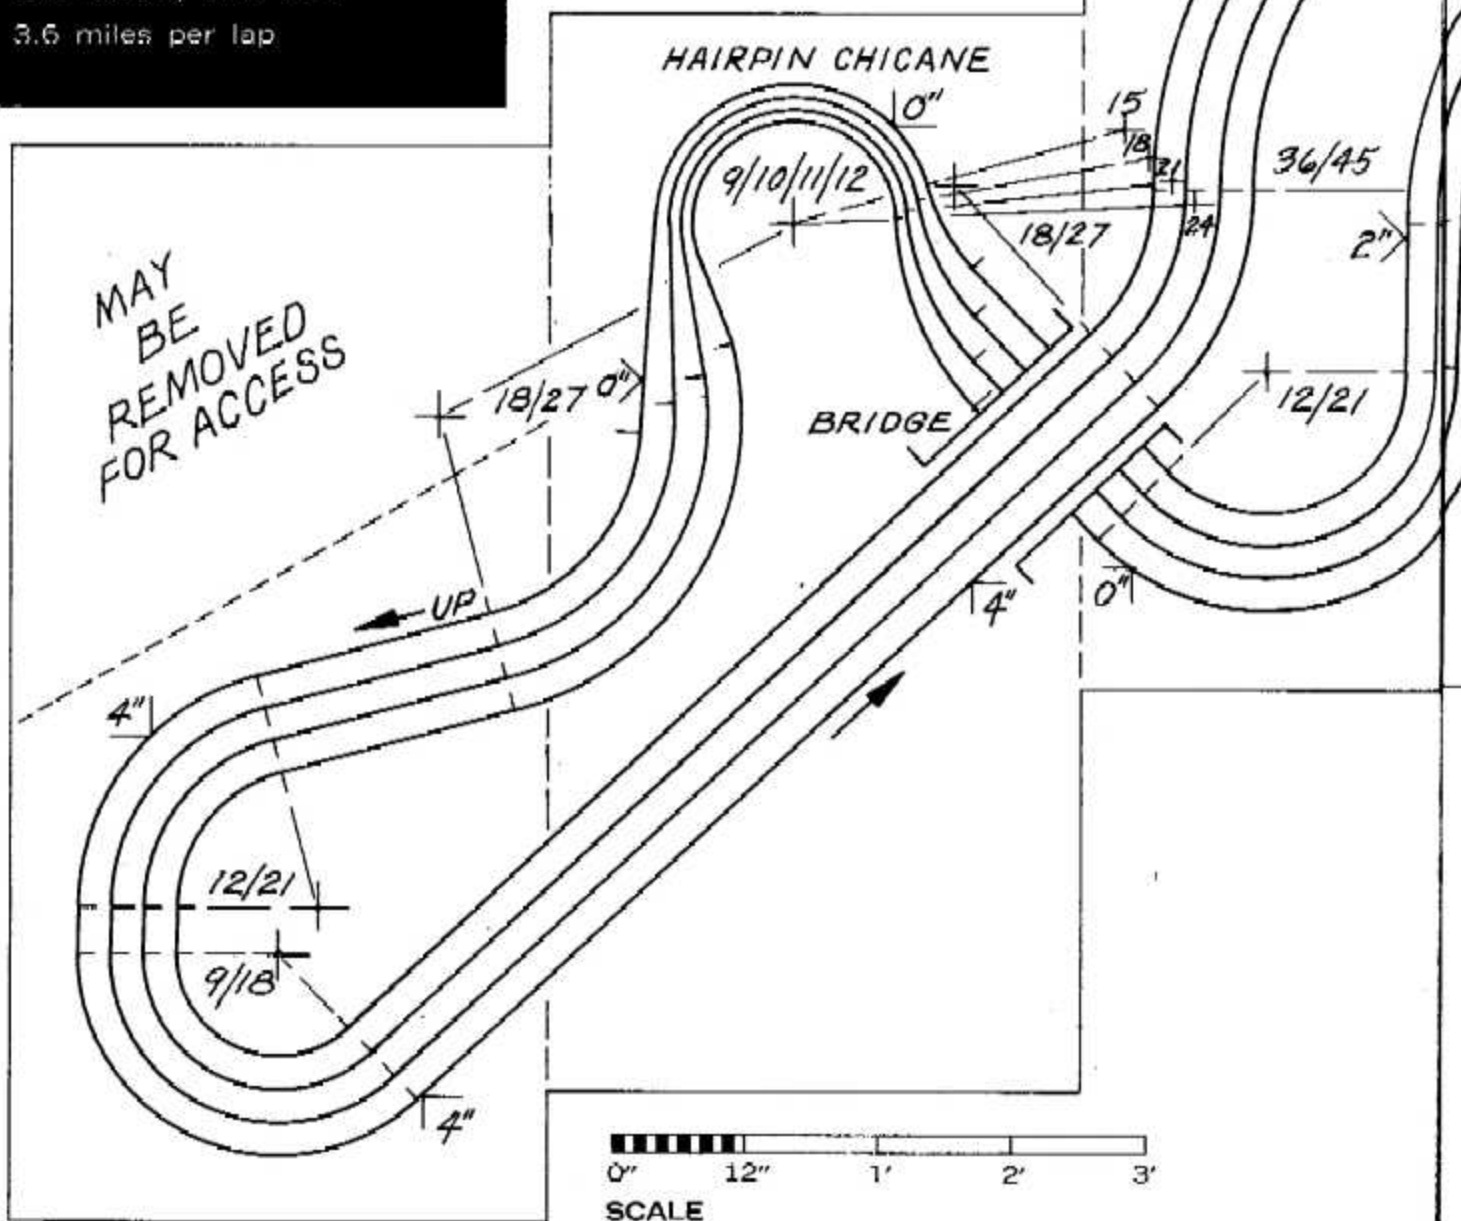 3.6 miles per lap
HAIRPIN CHICANE
0"
15
18
21
24
9/10/11/12
36/45
18/27
2"
MAY
BE
REMOVED
FOR ACCESS
18/27
0"
BRIDGE
12/21
UP
4"
0"
4"
12/21
9/18
4"
0" 12" 1' 2' 3'
SCALE